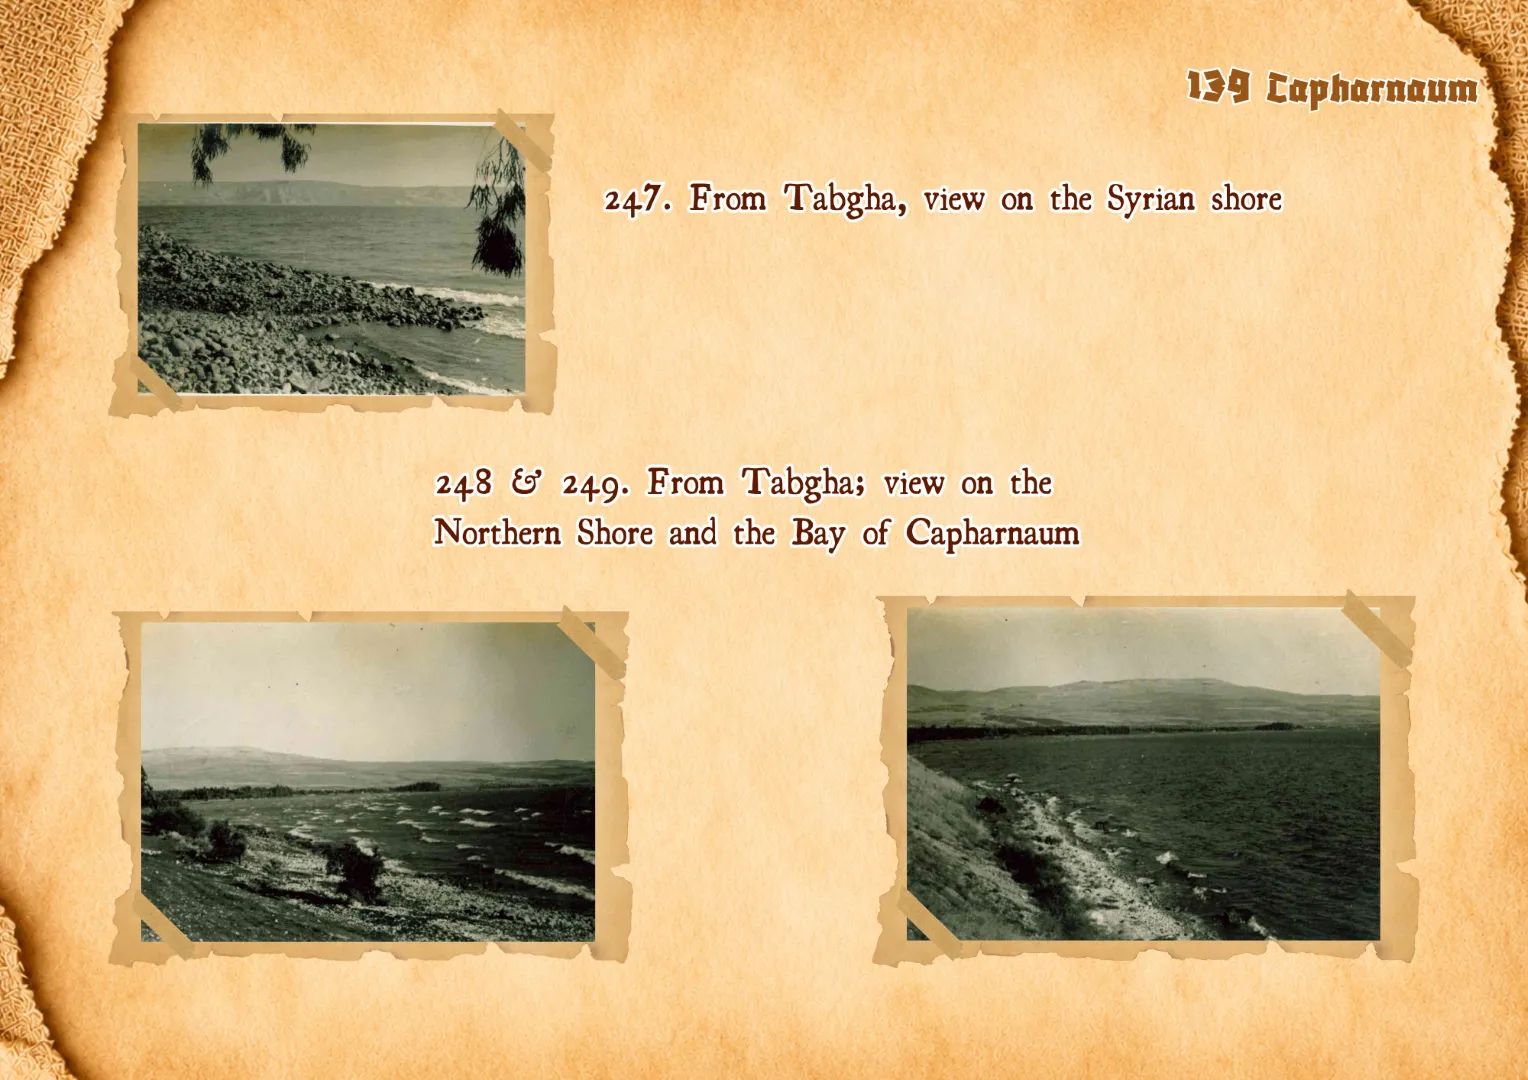 139 Capharnaum
247. From Tabgha, view on the Syrian shore
248 & 249. From Tabgha; view on the
Northern Shore and the Bay of Capharnaum